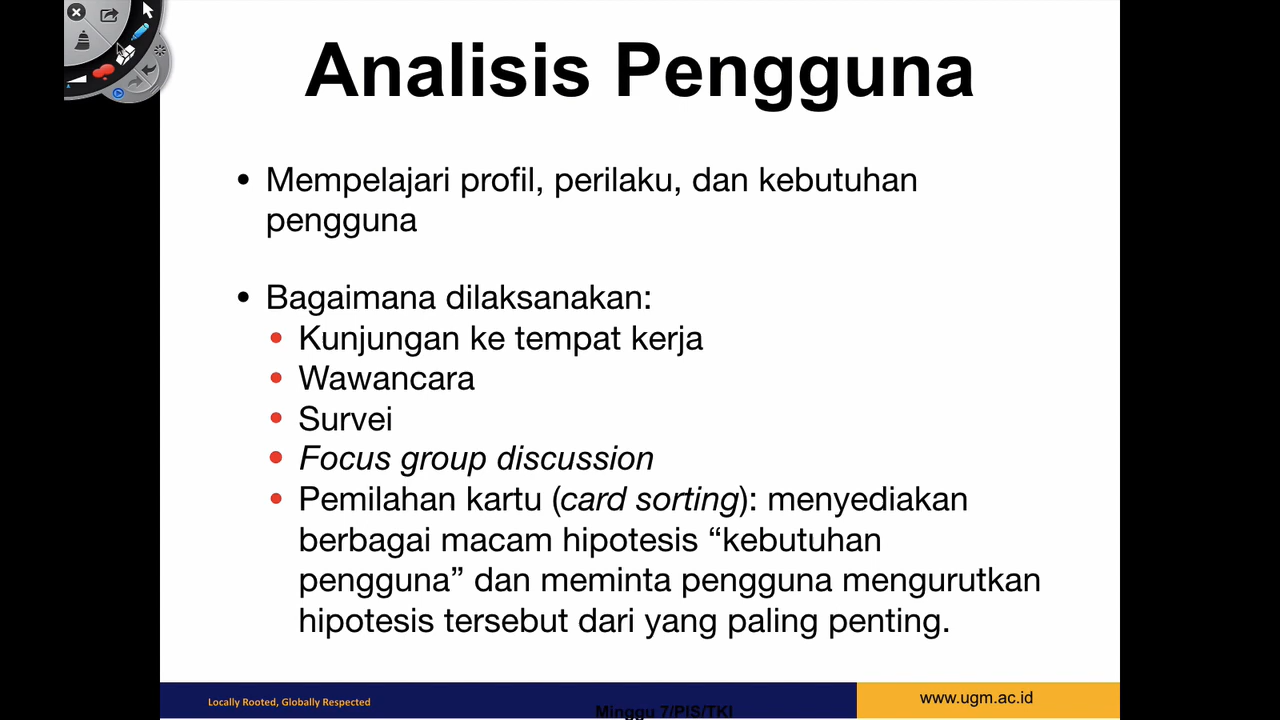 Analisis Pengguna
• Mempelajari profil, perilaku, dan kebutuhan
pengguna
• Bagaimana dilaksanakan:
• Kunjungan ke tempat kerja
• Wawancara
• Survei
• Focus group discussion
• Pemilahan kartu (card sorting): menyediakan
berbagai macam hipotesis “kebutuhan
pengguna” dan meminta pengguna mengurutkan
hipotesis tersebut dari yang paling penting.
Locally Rooted, Globally Respected
www.ugm.ac.id
Minggu 7/PIS/TKI